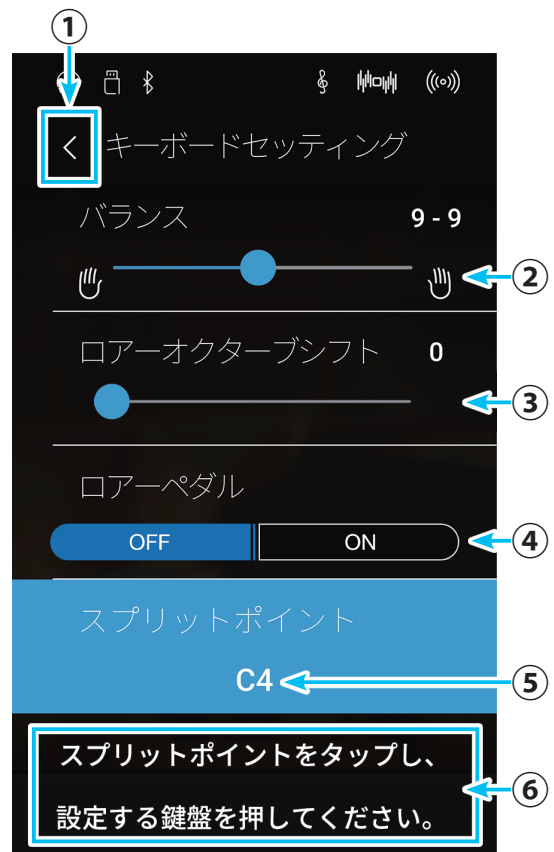 ①
キーボードセッティング
バランス 9 - 9
②
ロアーオクターブシフト 0
③
ロアーペダル
OFF ON
④
スプリットポイント
C4
⑤
スプリットポイントをタップし、
設定する鍵盤を押してください。
⑥